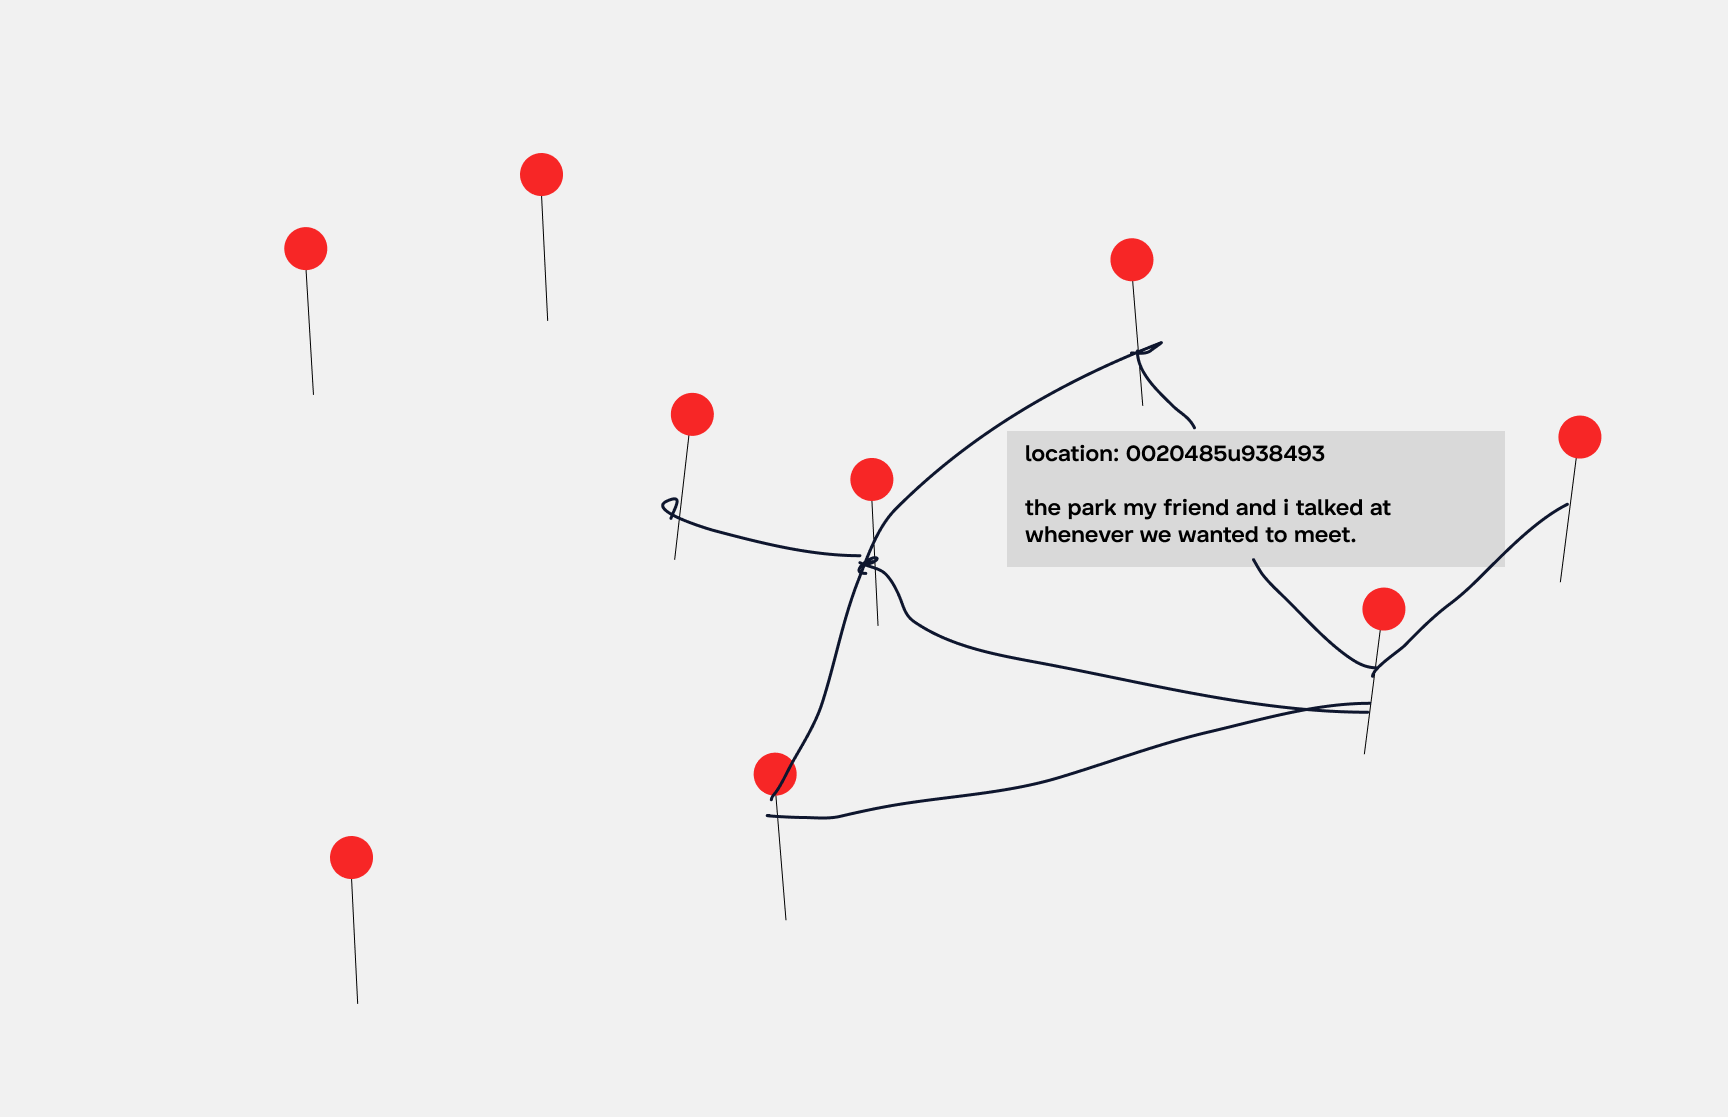 location: 0020485u938493
the park my friend and i talked at
whenever we wanted to meet.